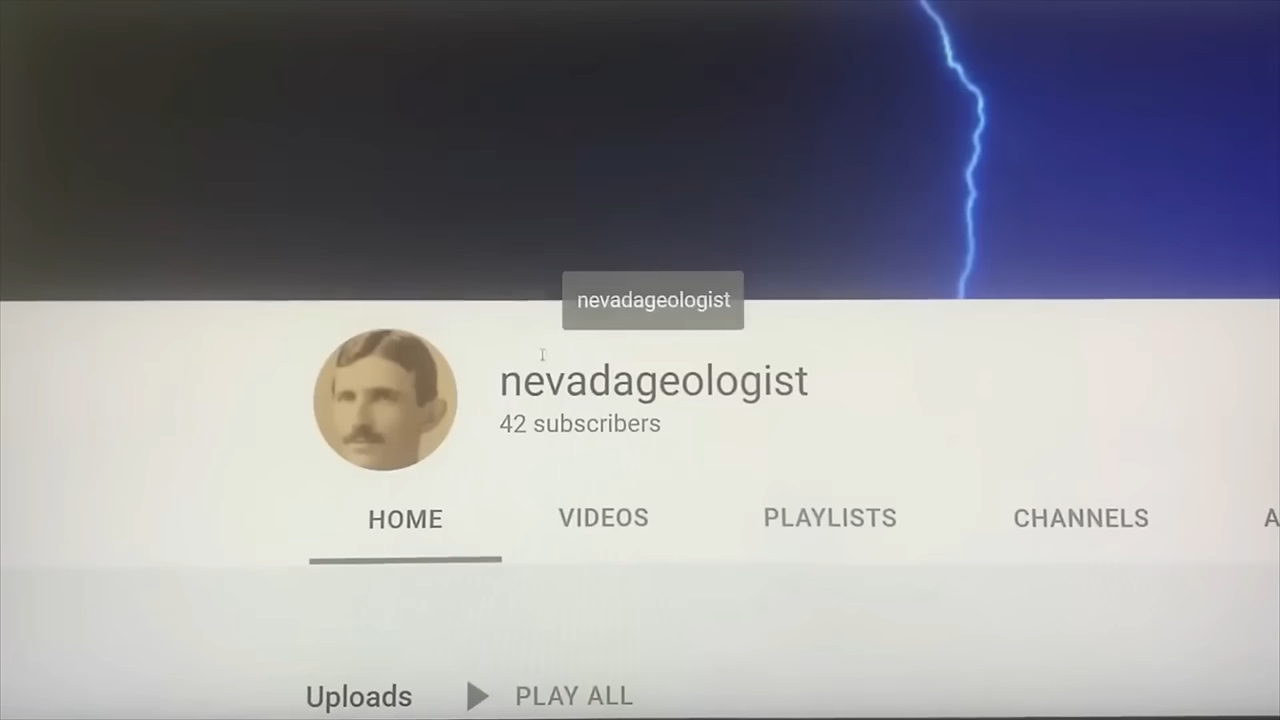 nevadageologist
nevadageologist
42 subscribers
HOME VIDEOS PLAYLISTS CHANNELS A
Uploads PLAY ALL